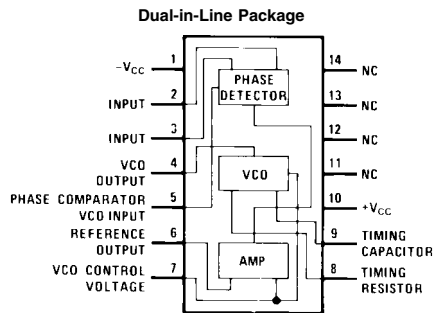 Dual-in-Line Package
1
-VCC
2
INPUT
3
INPUT
4
VCO
OUTPUT
5
PHASE COMPARATOR
VCO INPUT
6
REFERENCE
OUTPUT
7
VCO CONTROL
VOLTAGE
PHASE
DETECTOR
VCO
AMP
14
NC
13
NC
12
NC
11
NC
10
+VCC
9
TIMING
CAPACITOR
8
TIMING
RESISTOR